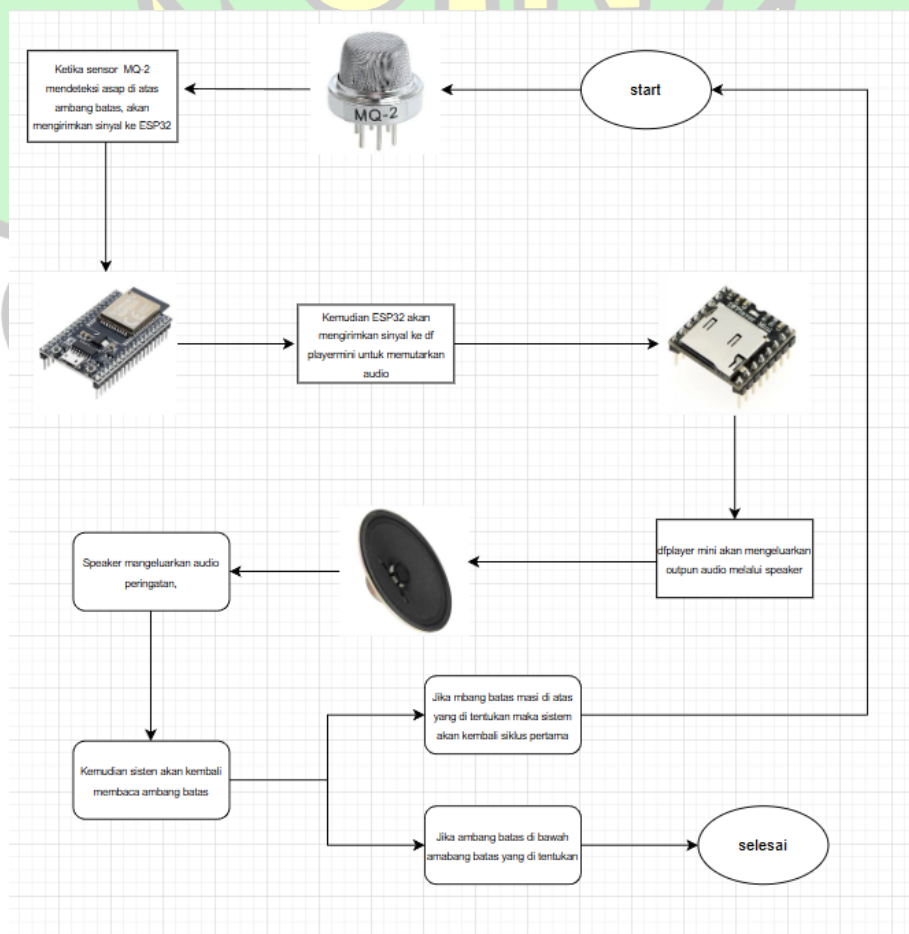 start
MQ-2
Ketika sensor MQ-2
mendeteksi asap di atas
ambang batas, akan
mengirimkan sinyal ke ESP32
Kemudian ESP32 akan
mengirimkan sinyal ke df
playermini untuk memutarkan
audio
dfplayer mini akan mengeluarkan
outpun audio melalui speaker
Speaker mangeluarkan audio
peringatan,
Kemudian sisten akan kembali
membaca ambang batas
Jika mbang batas masi di atas
yang di tentukan maka sistem
akan kembali siklus pertama
Jika ambang batas di bawah
amabang batas yang di tentukan
selesai